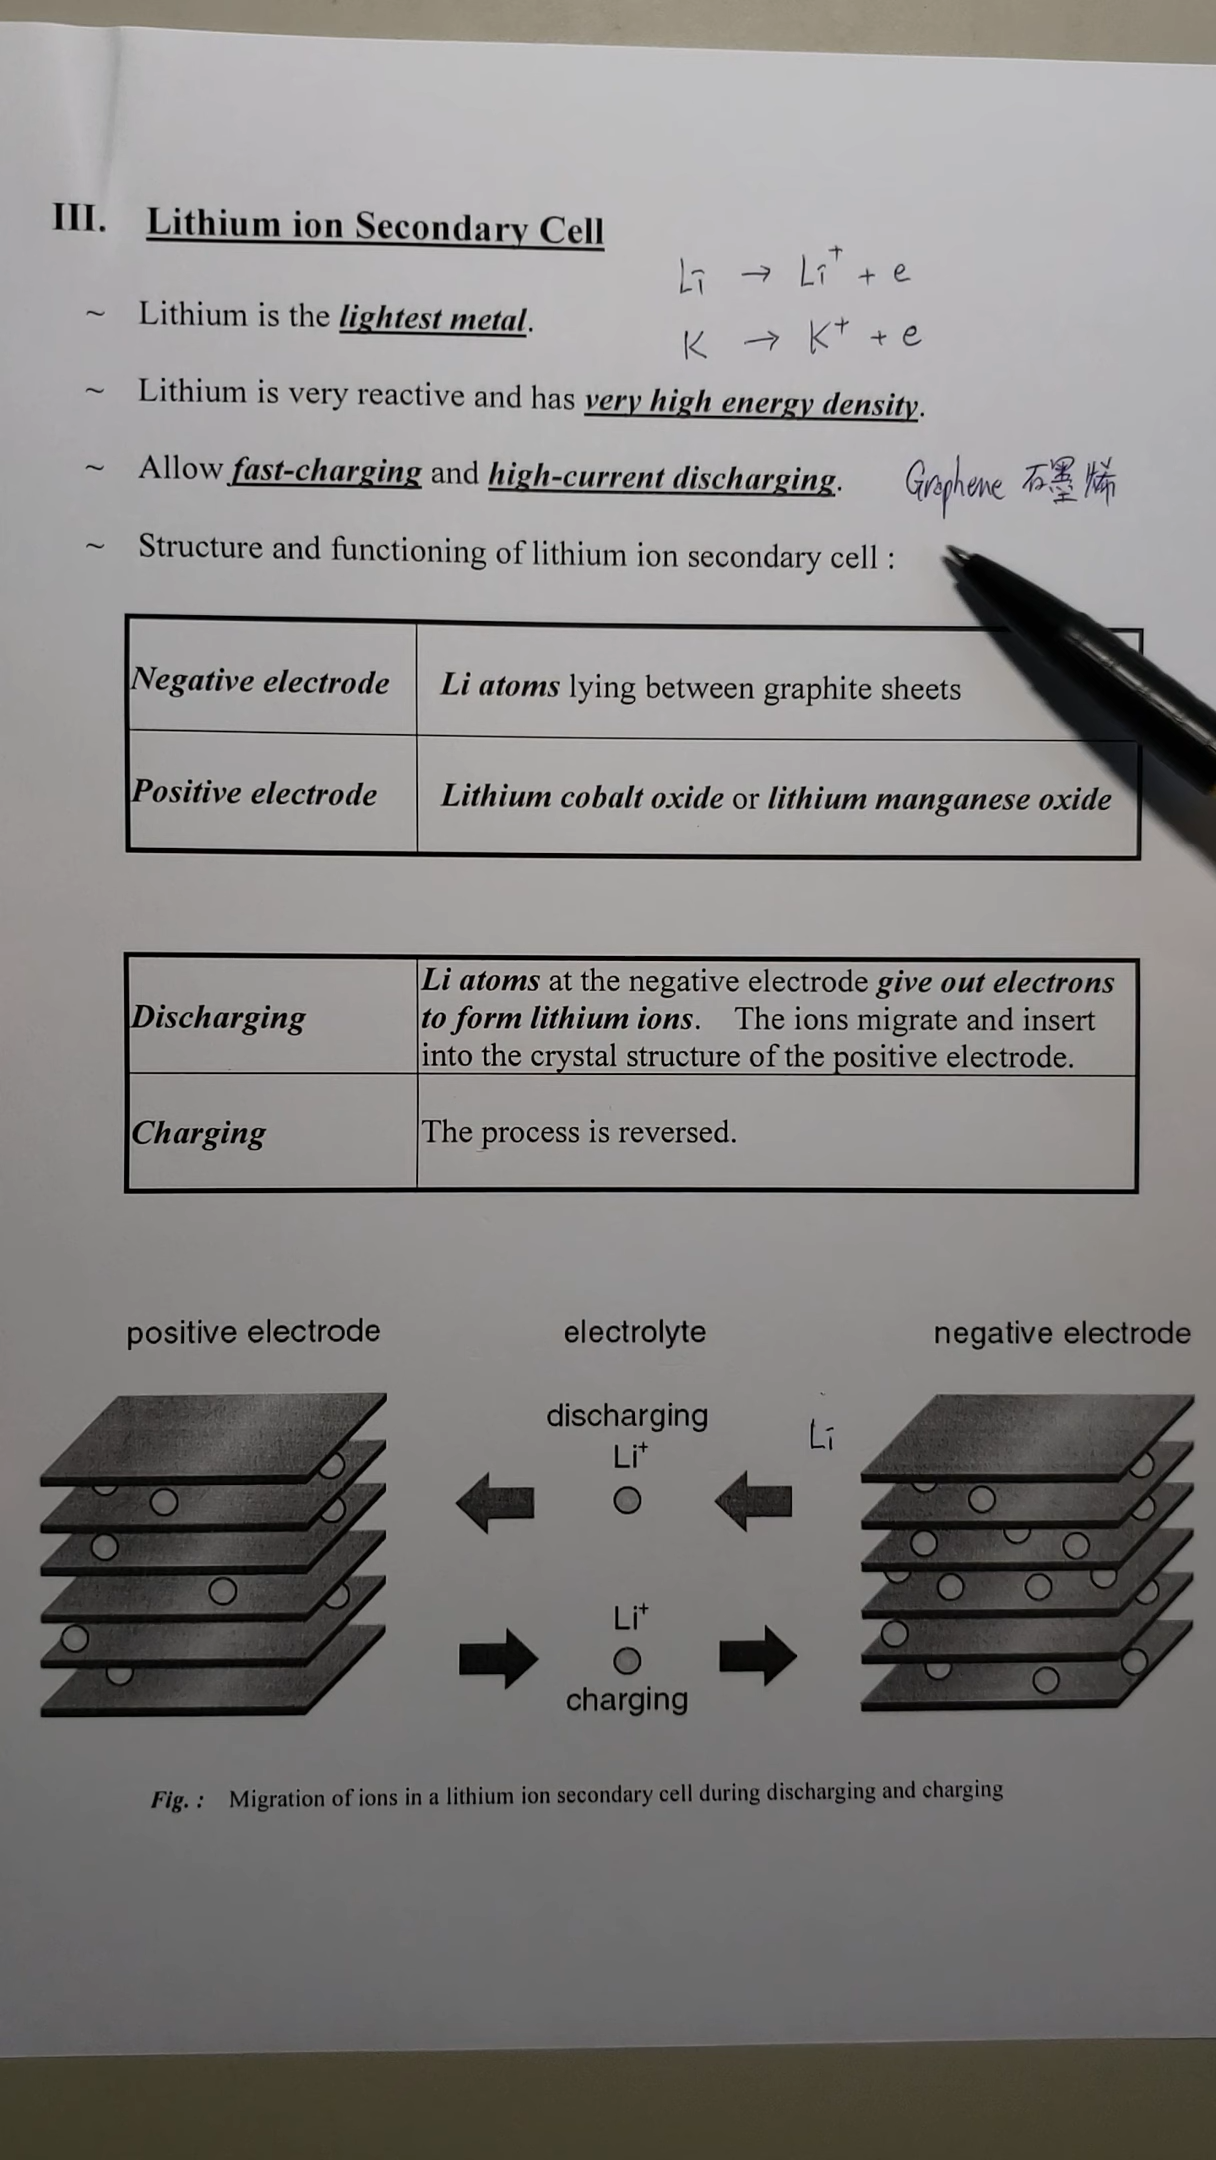 III. Lithium ion Secondary Cell
Li → Li⁺ + e
~ Lithium is the lightest metal.
K → K⁺ + e
~ Lithium is very reactive and has very high energy density.
~ Allow fast-charging and high-current discharging.
Graphene 石墨烯
~ Structure and functioning of lithium ion secondary cell :
Negative electrode Li atoms lying between graphite sheets
Positive electrode Lithium cobalt oxide or lithium manganese oxide
Discharging
Li atoms at the negative electrode give out electrons
to form lithium ions. The ions migrate and insert
into the crystal structure of the positive electrode.
Charging The process is reversed.
positive electrode electrolyte negative electrode
discharging
Li
Li⁺
Li⁺
charging
Fig. : Migration of ions in a lithium ion secondary cell during discharging and charging